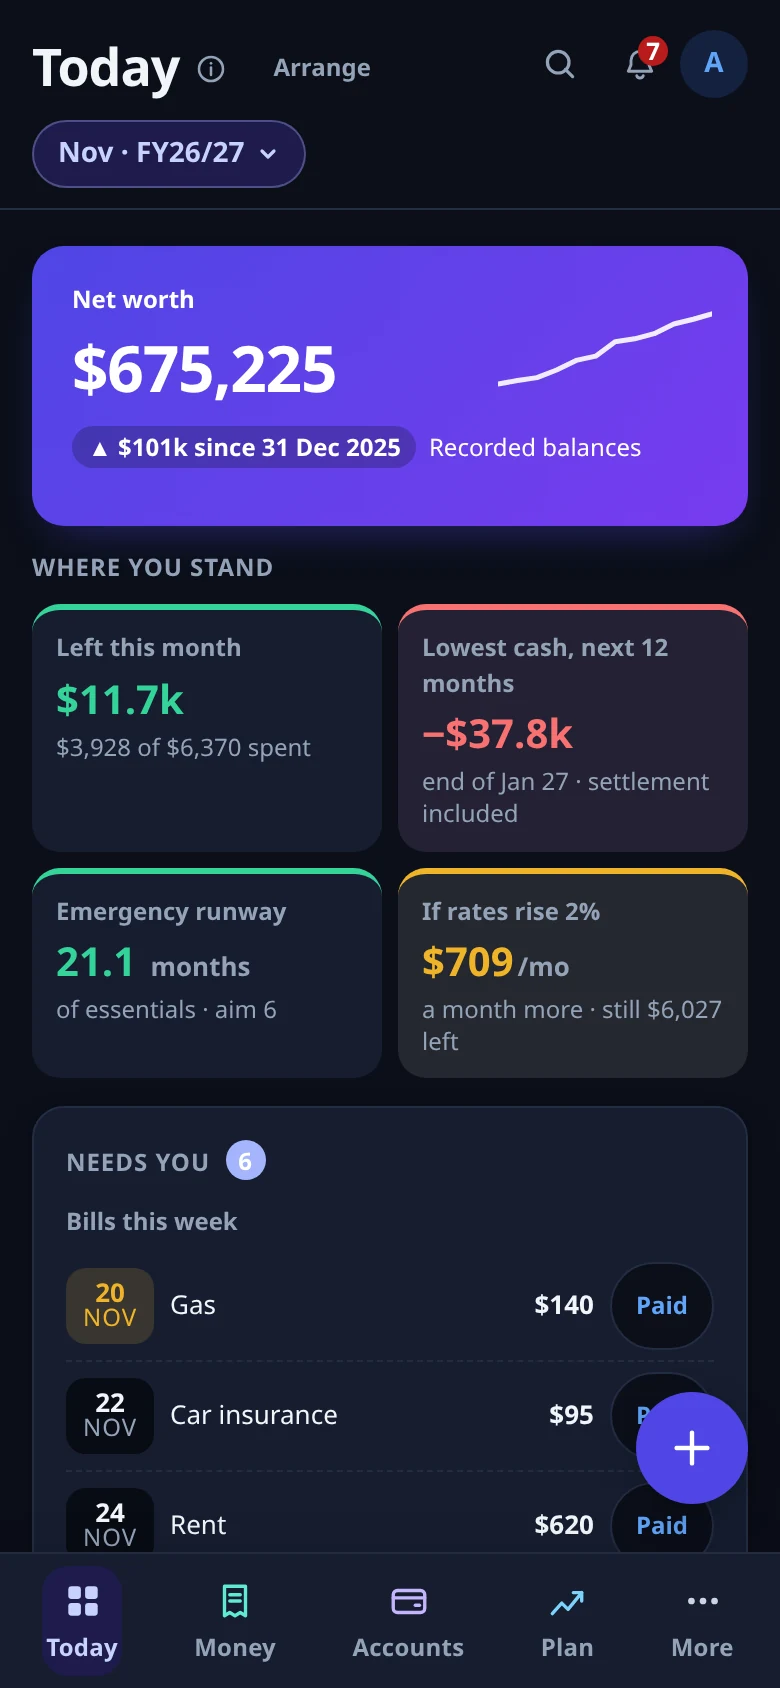 Today
Arrange
7
A
Nov · FY26/27
Net worth
$675,225
▲ $101k since 31 Dec 2025 Recorded balances
WHERE YOU STAND
Left this month
$11.7k
$3,928 of $6,370 spent
Lowest cash, next 12
months
−$37.8k
end of Jan 27 · settlement
included
Emergency runway
21.1 months
of essentials · aim 6
If rates rise 2%
$709/mo
a month more · still $6,027
left
NEEDS YOU 6
Bills this week
20
NOV
Gas
$140
Paid
22
NOV
Car insurance
$95
24
NOV
Rent
$620
Paid
Today
Money
Accounts
Plan
More